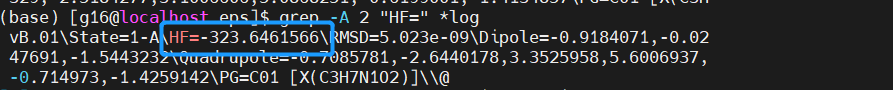 (base) [g16@localhost eps]$ grep -A 2 "HF=" *log
vB.01\State=1-A\HF=-323.6461566\RMSD=5.023e-09\Dipole=-0.9184071,-0.02
47691,-1.5443232\Quadrupole=-0.7085781,-2.6440178,3.3525958,5.6006937,
-0.714973,-1.4259142\PG=C01 [X(C3H7N1O2)]\\@